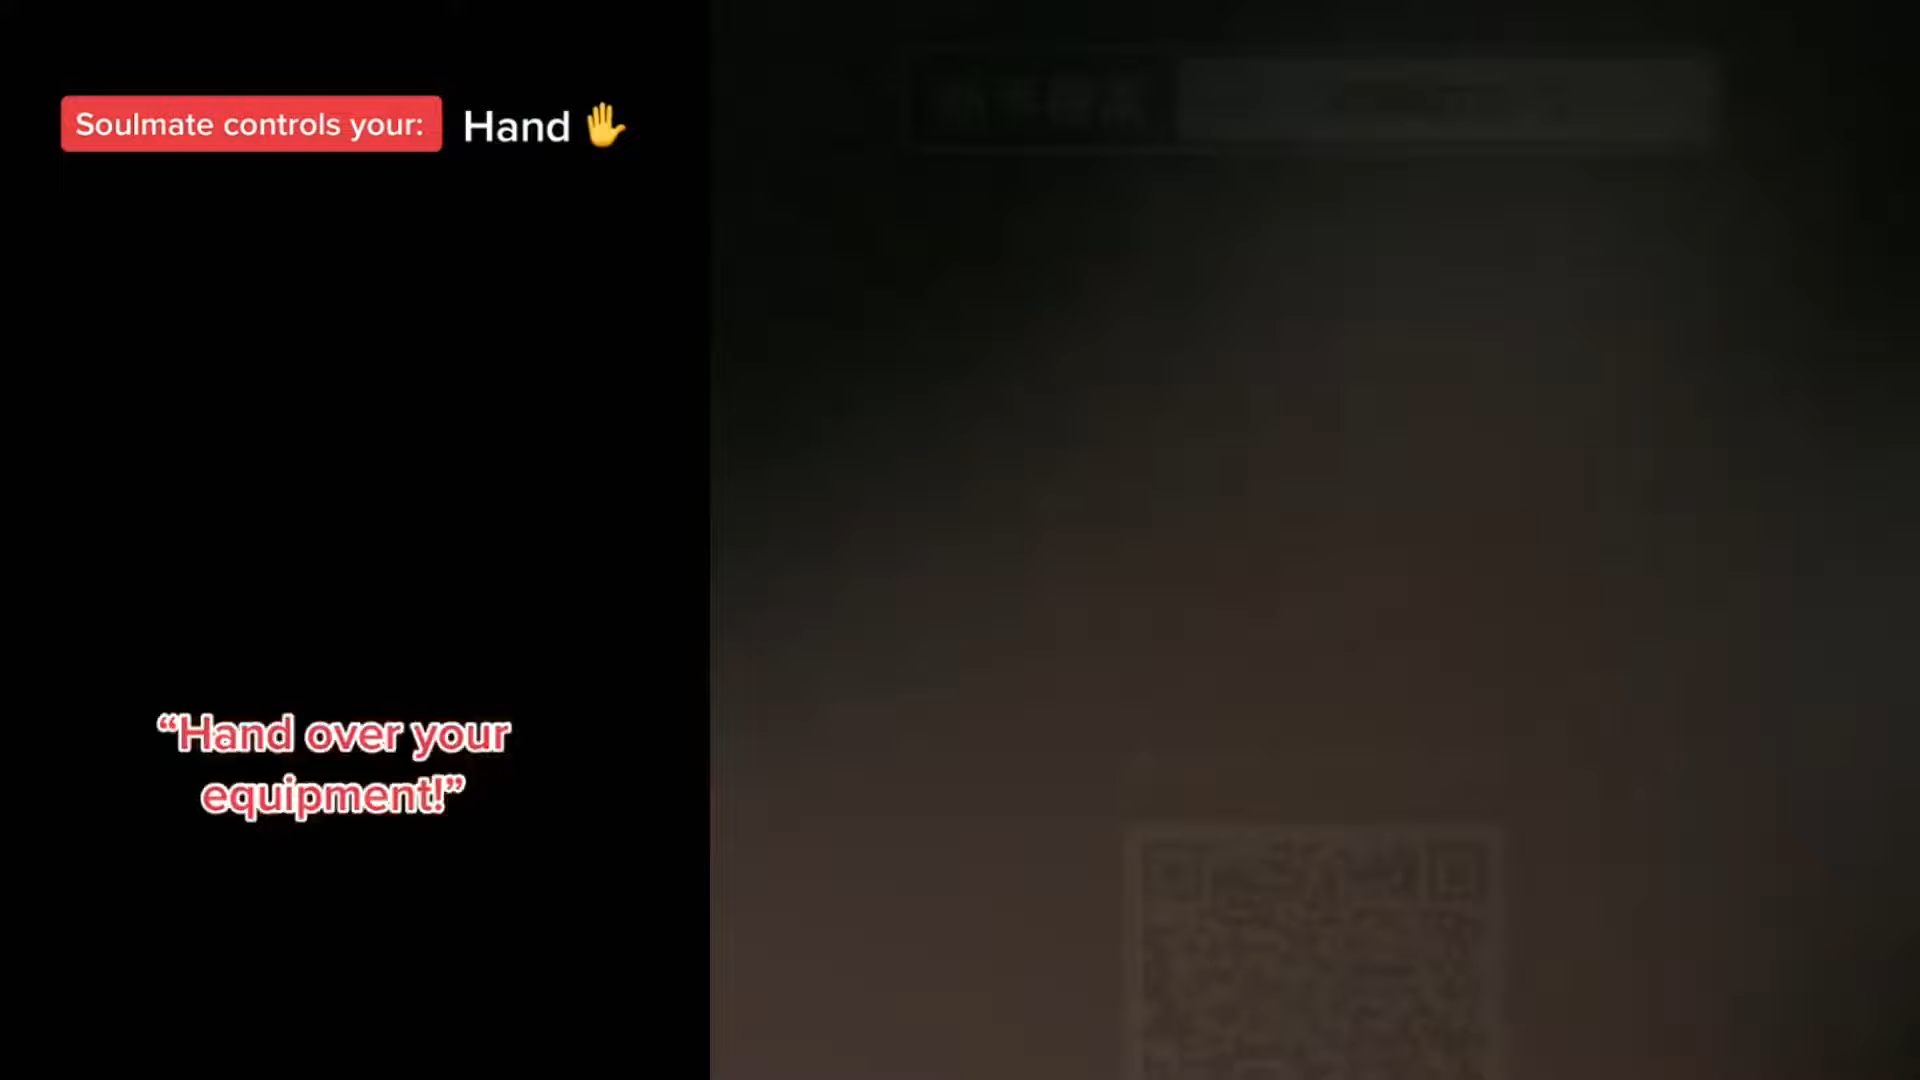 Soulmate controls your: Hand ✋
“Hand over your
equipment!”